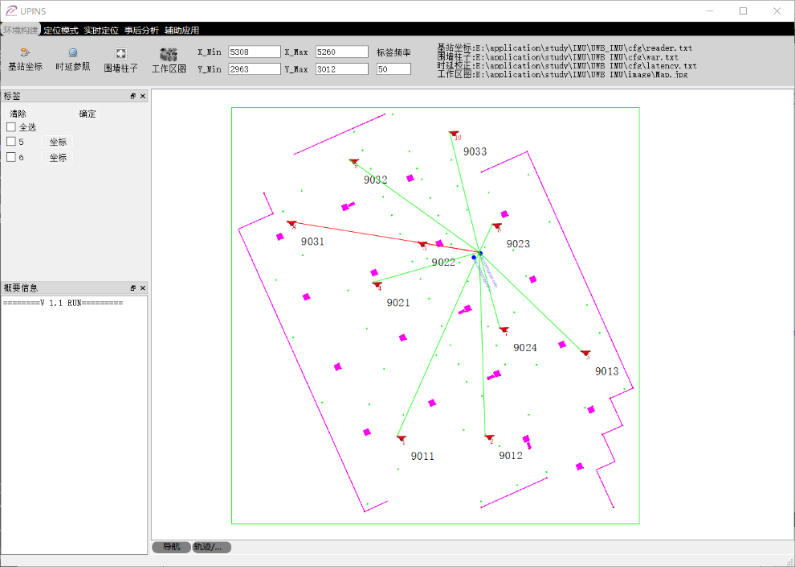 UPINS
环境构建 定位模式 实时定位 事后分析 辅助应用
基站坐标 时延参照 围墙柱子 工作区图
X_Min 5308 X_Max 5260 标签频率
Y_Min 2963 Y_Max 3012 50
基站坐标:E:\application\study\IMU\UWB_IMU\cfg\reader.txt
围墙柱子:E:\application\study\IMU\UWB_IMU\cfg\war.txt
时延校正:E:\application\study\IMU\UWB_IMU\cfg\latency.txt
工作区图:E:\application\study\IMU\UWB_IMU\image\Map.jpg
标签
清除 确定
全选
5 坐标
6 坐标
概要信息
========V 1.1 RUN=========
9033
9032
9031
9023
9022
9021
9024
9013
9011
9012
导航 轨迹/...